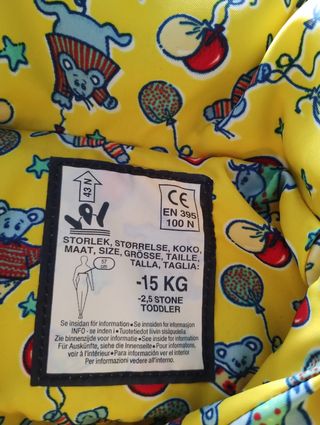 43 N
CE
EN 395
100 N
STORLEK, STØRRELSE, KOKO,
MAAT, SIZE, GRÖSSE, TAILLE,
TALLA, TAGLIA:
57
cm
-15 KG
-2,5 STONE
TODDLER
Se insidan för information • Se innsiden for informasjon
INFO - se inden i • Tuotetiedot liivin sisäpuolella
Zie binnenzijde voor informatie • See inside for information
Für Auskünfte, siehe die Innenseite • Pour informations,
voir à l'intérieur • Para información, ver el interior
Per informazioni vedere all'interno.